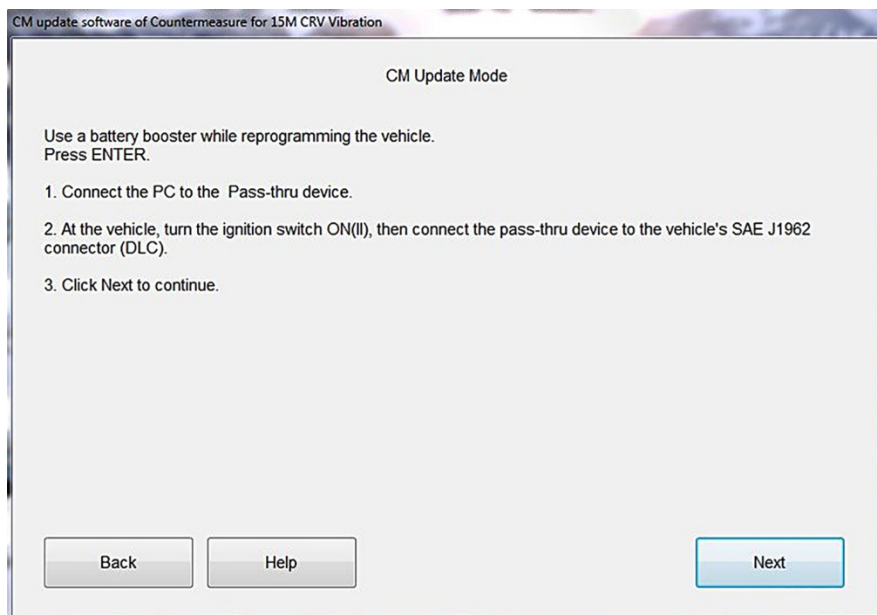 CM update software of Countermeasure for 15M CRV Vibration
CM Update Mode
Use a battery booster while reprogramming the vehicle.
Press ENTER.
1. Connect the PC to the Pass-thru device.
2. At the vehicle, turn the ignition switch ON(II), then connect the pass-thru device to the vehicle's SAE J1962
connector (DLC).
3. Click Next to continue.
Back
Help
Next